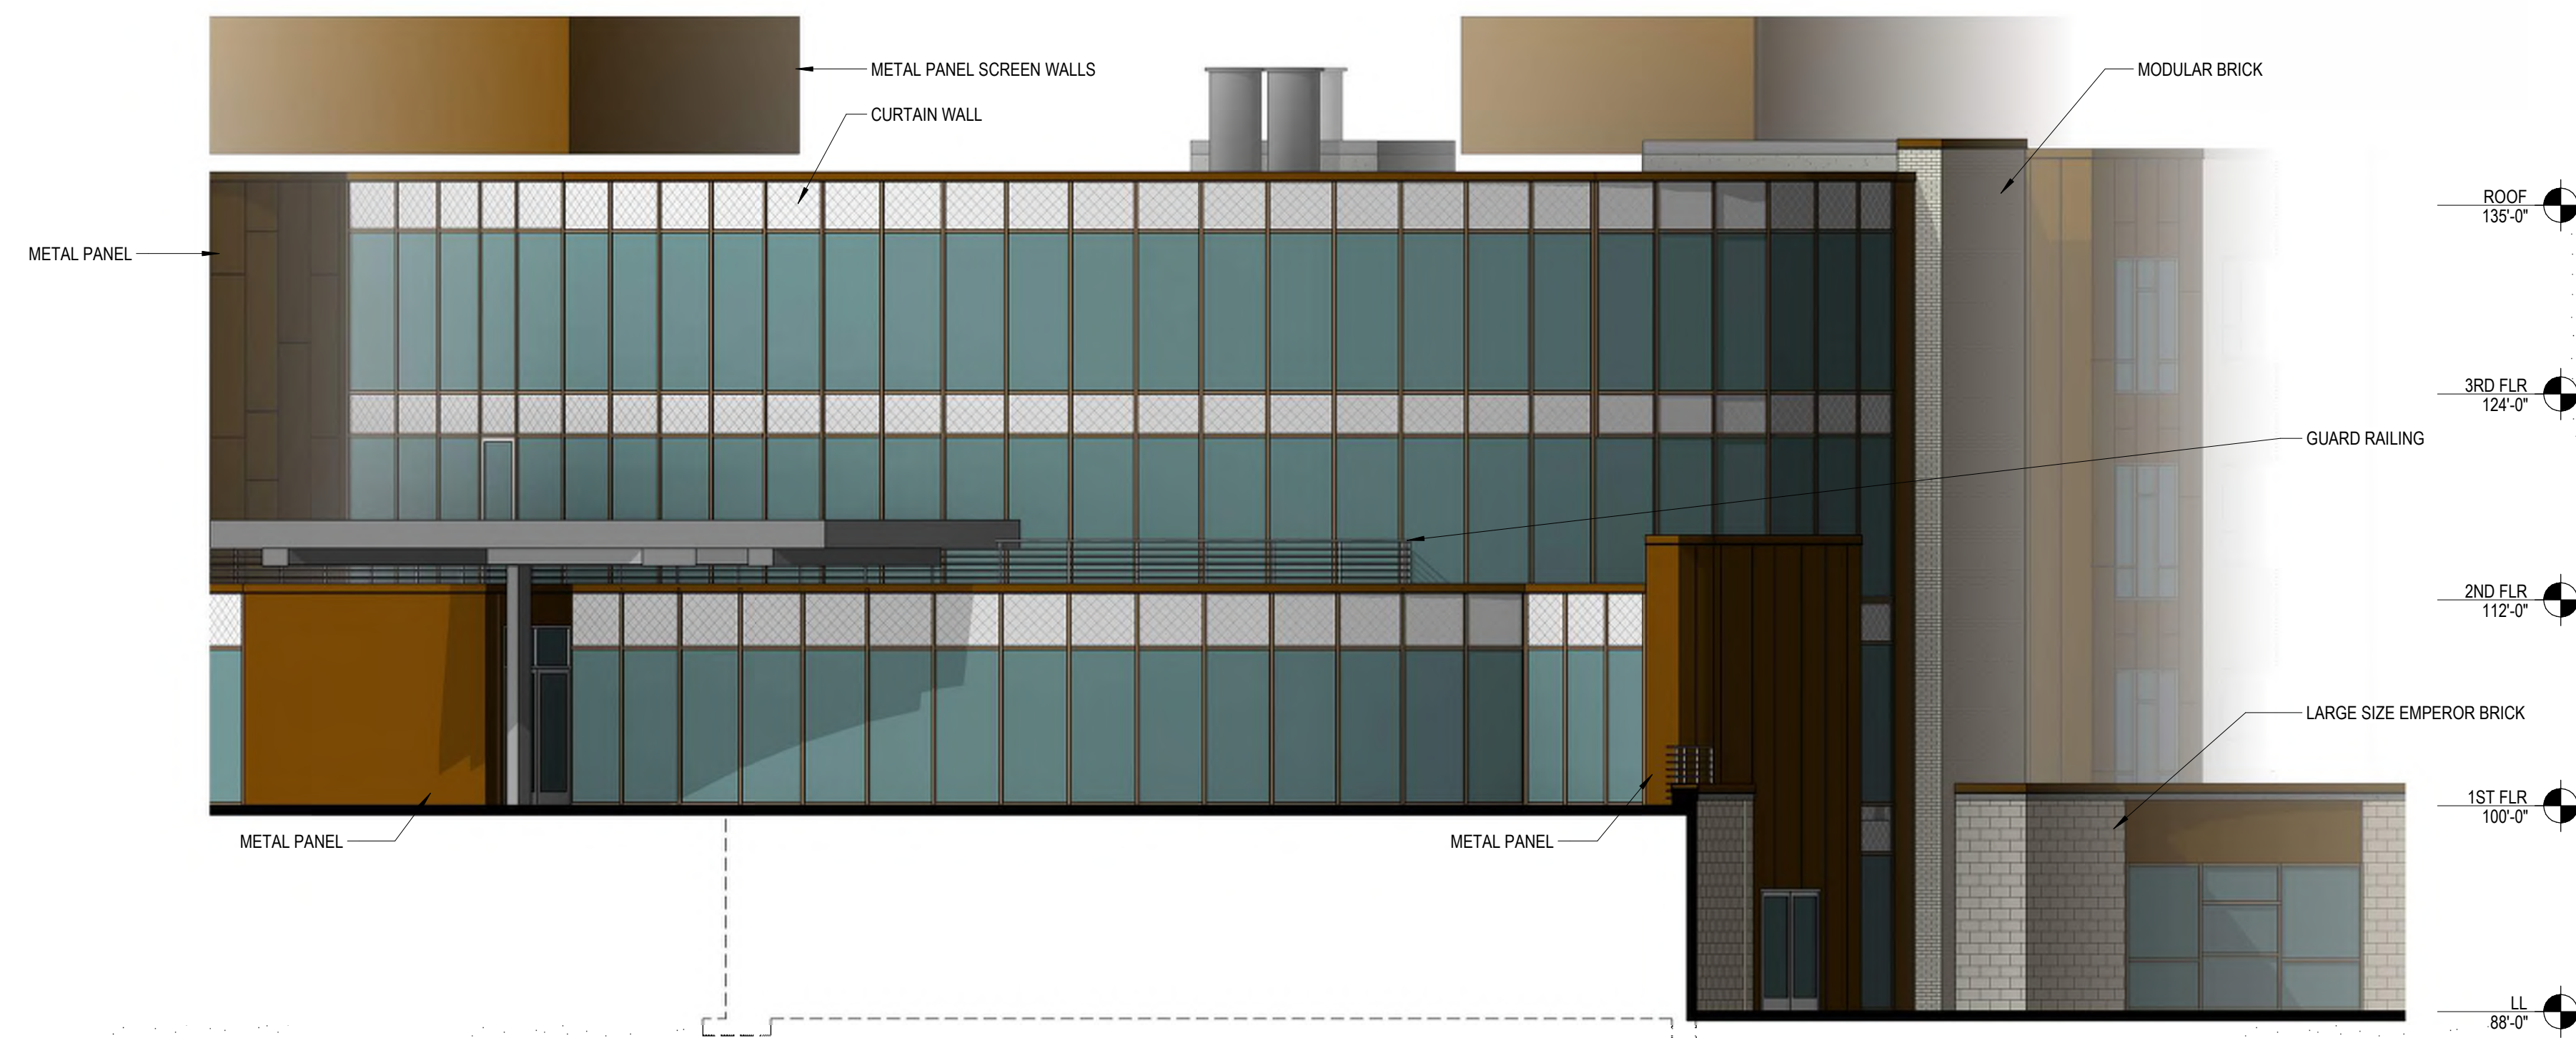 METAL PANEL SCREEN WALLS
MODULAR BRICK
CURTAIN WALL
ROOF
135'-0"
METAL PANEL
3RD FLR
124'-0"
GUARD RAILING
2ND FLR
112'-0"
LARGE SIZE EMPEROR BRICK
1ST FLR
100'-0"
METAL PANEL
METAL PANEL
LL
88'-0"